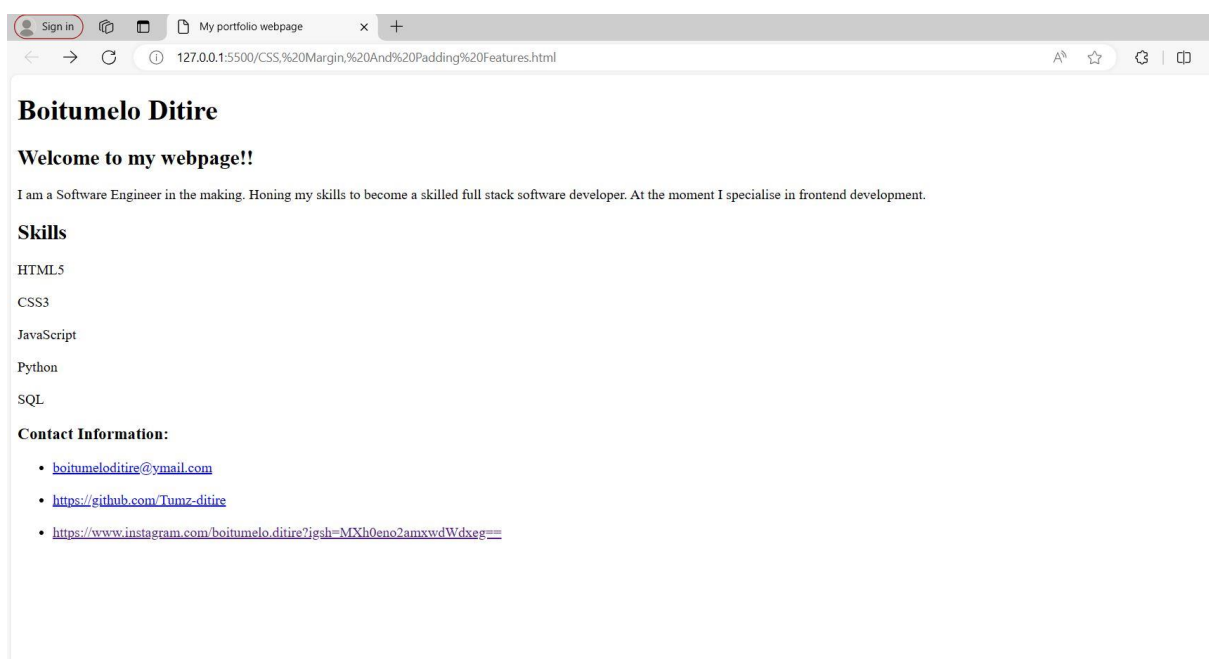 Sign in
My portfolio webpage
127.0.0.1:5500/CSS,%20Margin,%20And%20Padding%20Features.html
Boitumelo Ditire
Welcome to my webpage!!
I am a Software Engineer in the making. Honing my skills to become a skilled full stack software developer. At the moment I specialise in frontend development.
Skills
HTML5
CSS3
JavaScript
Python
SQL
Contact Information:
boitumeloditire@ymail.com
https://github.com/Tumz-ditire
https://www.instagram.com/boitumelo.ditire?igsh=MXh0eno2amxwdWdxeg==